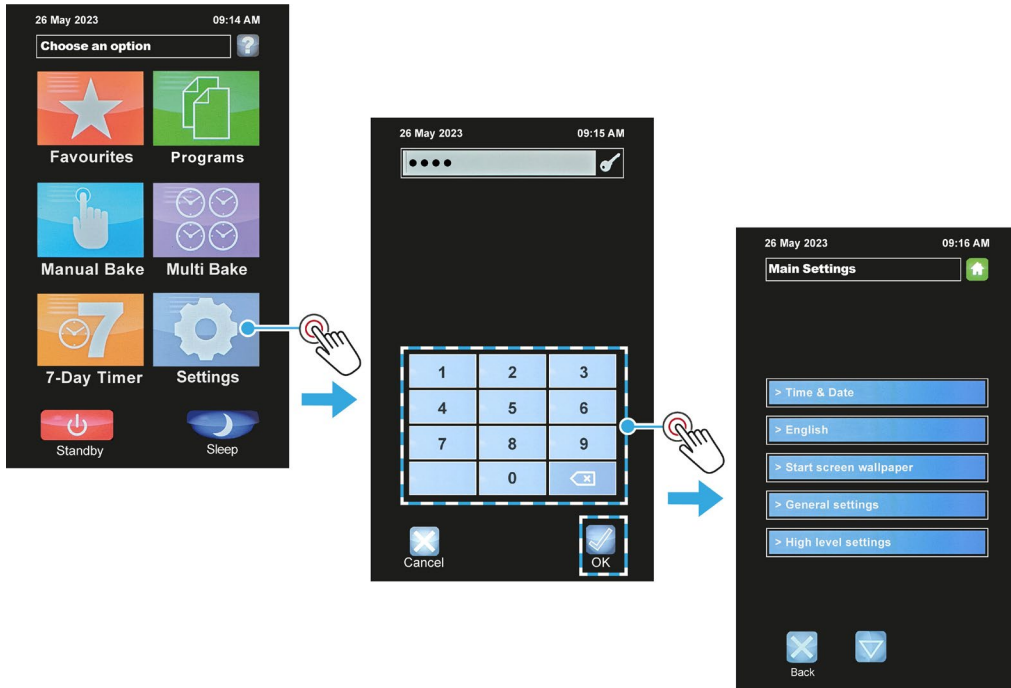 26 May 2023 09:14 AM
Choose an option ?
Favourites Programs
Manual Bake Multi Bake
7
7-Day Timer Settings
Standby Sleep
26 May 2023 09:15 AM
••••
1 2 3
4 5 6
7 8 9
0
Cancel OK
26 May 2023 09:16 AM
Main Settings
> Time & Date
> English
> Start screen wallpaper
> General settings
> High level settings
Back